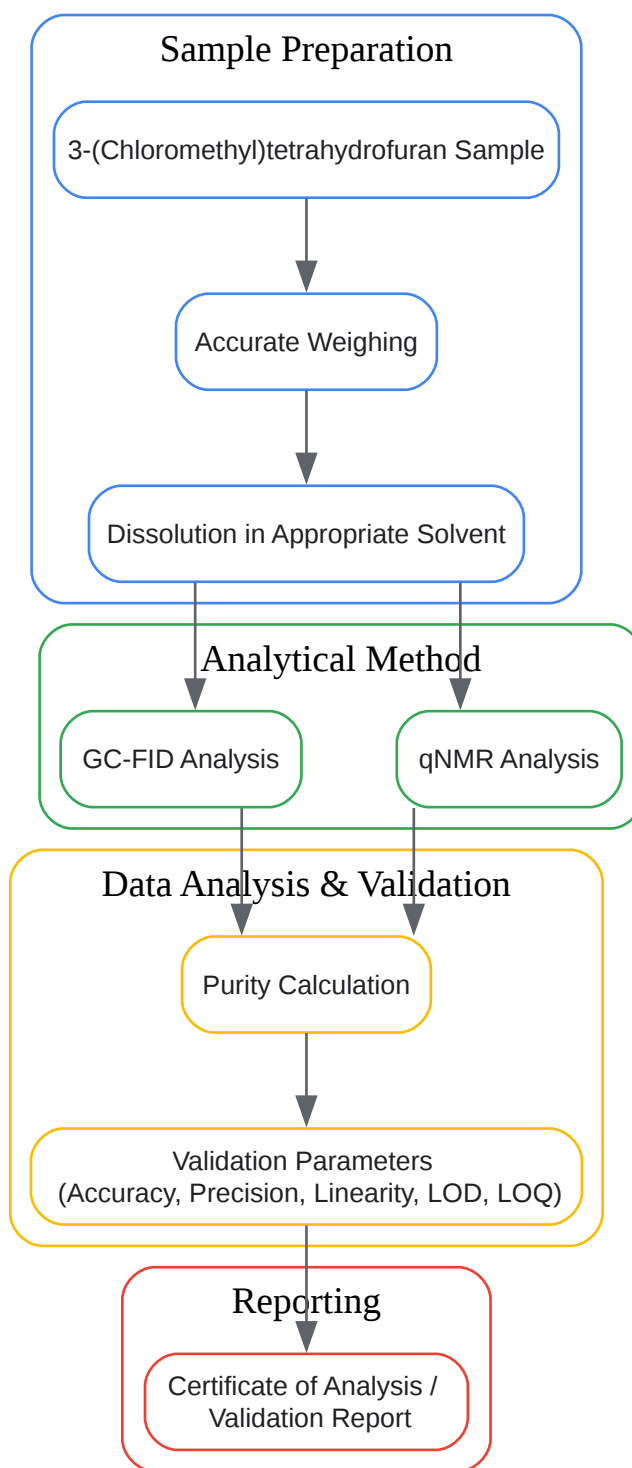 Sample Preparation
3-(Chloromethyl)tetrahydrofuran Sample
Accurate Weighing
Dissolution in Appropriate Solvent
Analytical Method
GC-FID Analysis
qNMR Analysis
Data Analysis & Validation
Purity Calculation
Validation Parameters
(Accuracy, Precision, Linearity, LOD, LOQ)
Reporting
Certificate of Analysis /
Validation Report